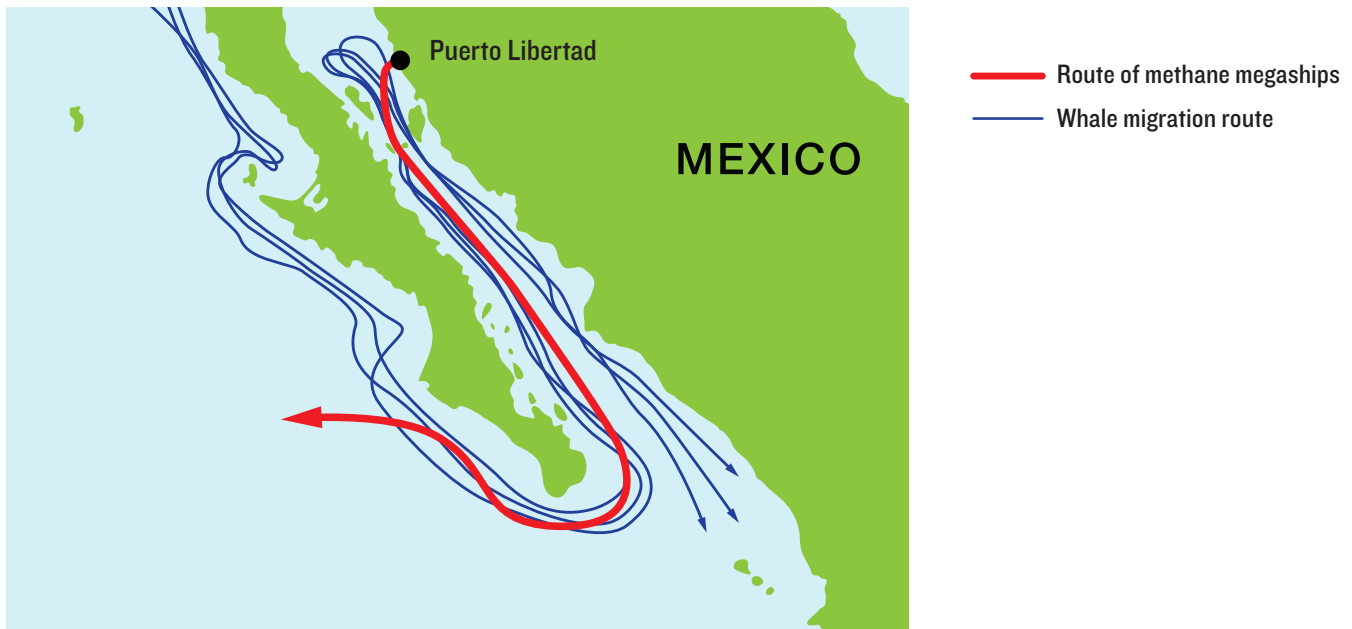 Puerto Libertad
MEXICO
Route of methane megaships
Whale migration route